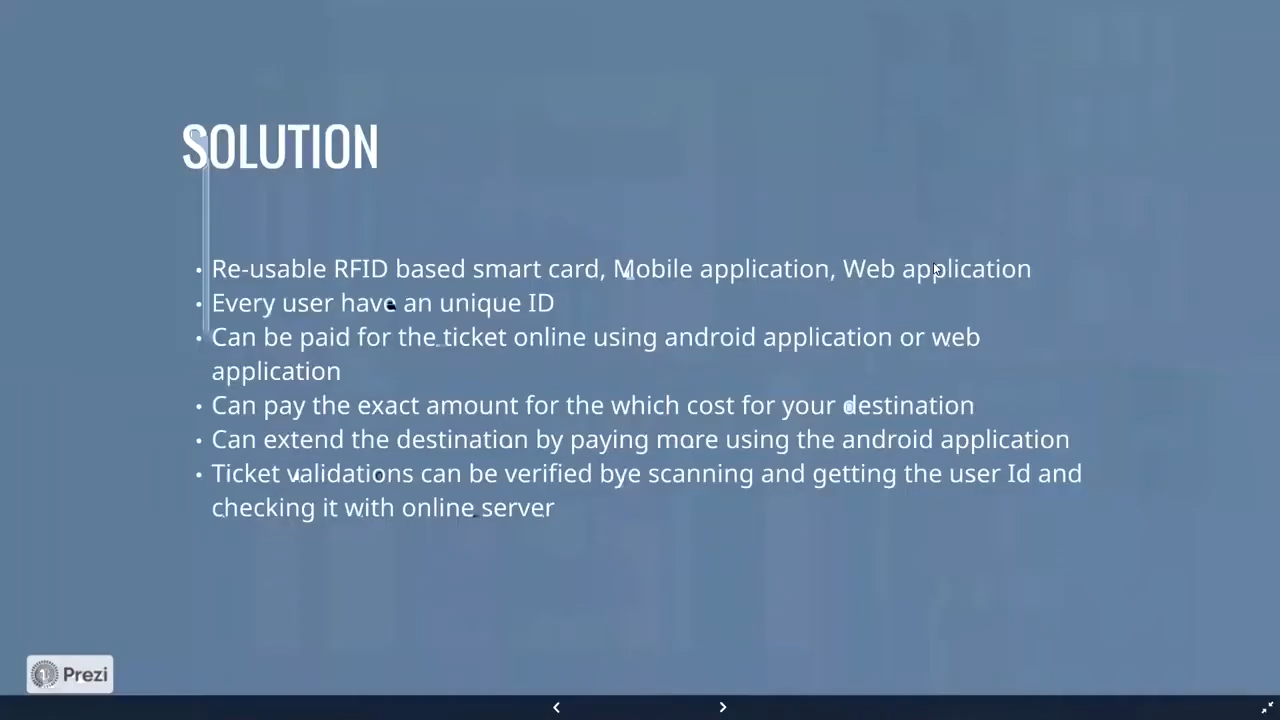 SOLUTION
• Re-usable RFID based smart card, Mobile application, Web application
• Every user have an unique ID
• Can be paid for the ticket online using android application or web
application
• Can pay the exact amount for the which cost for your destination
• Can extend the destination by paying more using the android application
• Ticket validations can be verified bye scanning and getting the user Id and
checking it with online server
Prezi